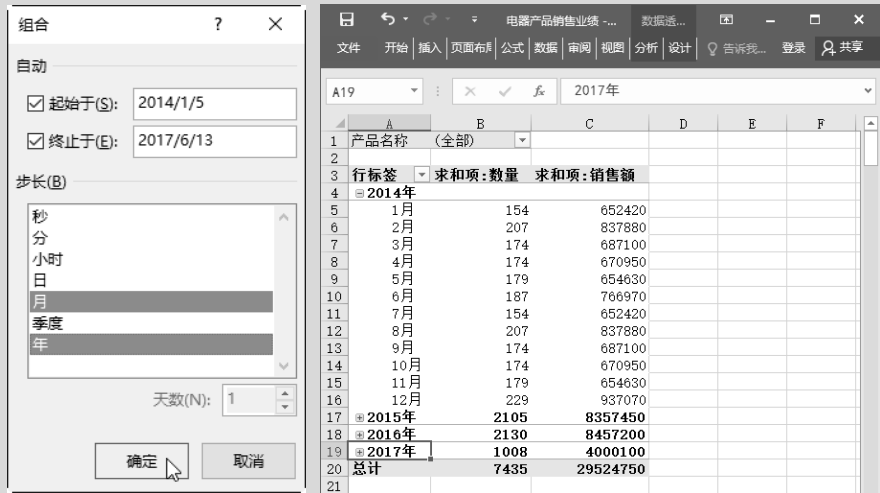 组合 ?
自动
起始于(S): 2014/1/5
终止于(E): 2017/6/13
步长(B)
秒
分
小时
日
月
季度
年
天数(N): 1
确定 取消
电器产品销售业绩 -... 数据透...
文件 开始 插入 页面布局 公式 数据 审阅 视图 分析 设计 告诉我... 登录 共享
A19 fx 2017年
A B C D E F
1 产品名称 (全部)
2
3 行标签 求和项:数量 求和项:销售额
4 2014年
5 1月 154 652420
6 2月 207 837880
7 3月 174 687100
8 4月 174 670950
9 5月 179 654630
10 6月 187 766970
11 7月 154 652420
12 8月 207 837880
13 9月 174 687100
14 10月 174 670950
15 11月 179 654630
16 12月 229 937070
17 2015年 2105 8357450
18 2016年 2130 8457200
19 2017年 1008 4000100
20 总计 7435 29524750
21